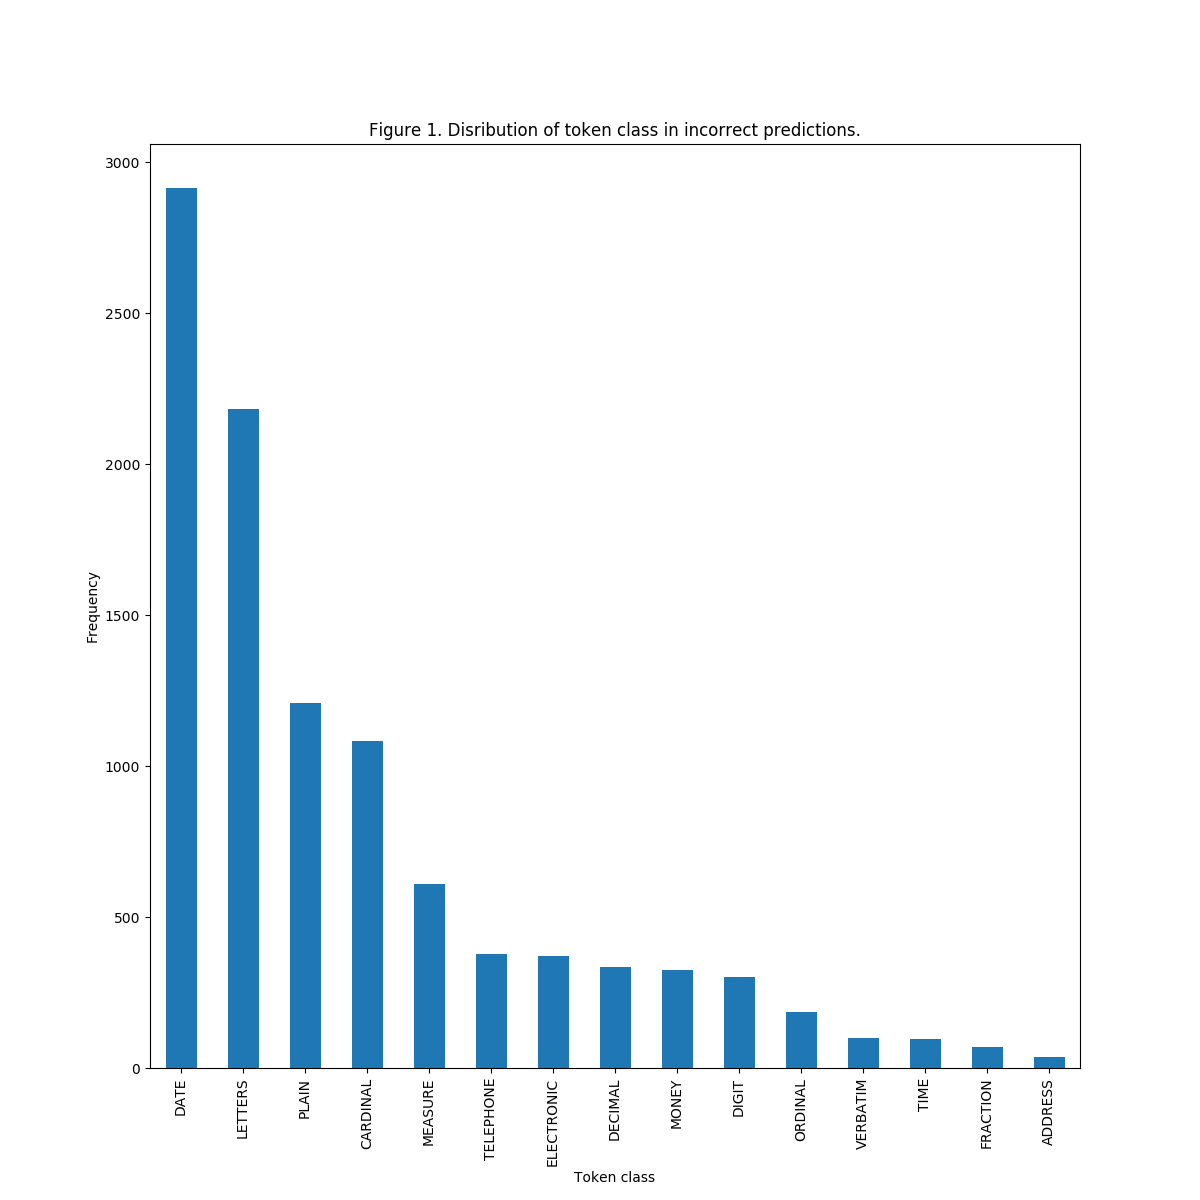 Figure 1. Disribution of token class in incorrect predictions.
3000
2500
2000
1500
1000
500
0
Frequency
DATE
LETTERS
PLAIN
CARDINAL
MEASURE
TELEPHONE
ELECTRONIC
DECIMAL
MONEY
DIGIT
ORDINAL
VERBATIM
TIME
FRACTION
ADDRESS
Token class